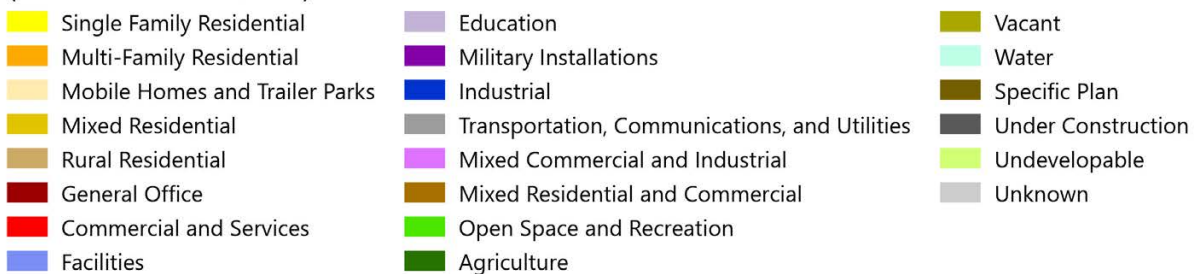 Single Family Residential
Multi-Family Residential
Mobile Homes and Trailer Parks
Mixed Residential
Rural Residential
General Office
Commercial and Services
Facilities
Education
Military Installations
Industrial
Transportation, Communications, and Utilities
Mixed Commercial and Industrial
Mixed Residential and Commercial
Open Space and Recreation
Agriculture
Vacant
Water
Specific Plan
Under Construction
Undevelopable
Unknown